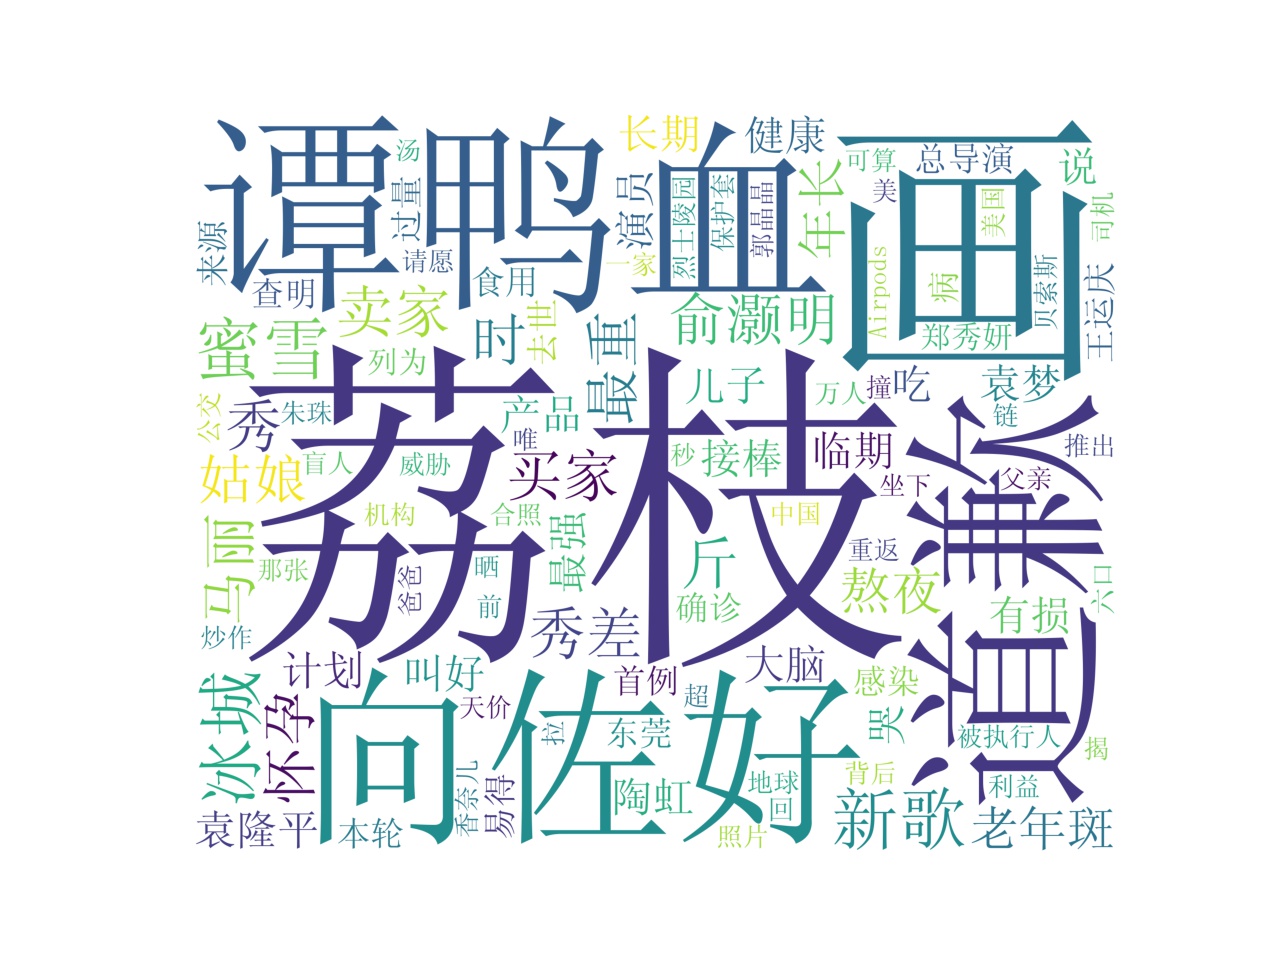 谭鸭血
画
荔枝
道歉
向佐
好
长期
健康
可算
总导演
说
汤
过量
来源
请愿
查明
食用
演员
一家
烈士陵园
保护套
郭晶晶
年长
美
美国
司机
Airpods
病
贝索斯
王运庆
郑秀妍
卖家
蜜雪
时
去世
最重
俞灏明
列为
儿子
万人
撞
吃
袁梦
链
推出
公交
秀
朱珠
产品
唯
盲人
威胁
姑娘
买家
秒
接棒
临期
坐下
父亲
机构
合照
中国
马丽
那张
爸爸
晒
前
最强
斤
重返
熬夜
确诊
有损
六口
炒作
秀差
计划
叫好
首例
大脑
感染
哭
被执行人
揭
冰城
怀孕
天价
拉
超
东莞
地球
背后
利益
香奈儿
易得
陶虹
回
袁隆平
本轮
照片
新歌
老年斑